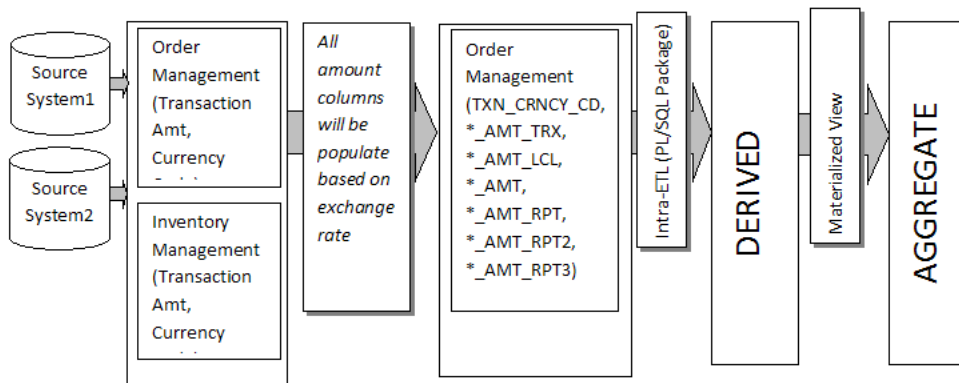 Source
System1
Source
System2
Order
Management
(Transaction
Amt,
Currency
Inventory
Management
(Transaction
Amt,
Currency
All
amount
columns
will be
populate
based on
exchange
rate
Order
Management
(TXN_CRNCY_CD,
*_AMT_TRX,
*_AMT_LCL,
*_AMT,
*_AMT_RPT,
*_AMT_RPT2,
*_AMT_RPT3)
Intra-ETL (PL/SQL Package)
DERIVED
Materialized View
AGGREGATE